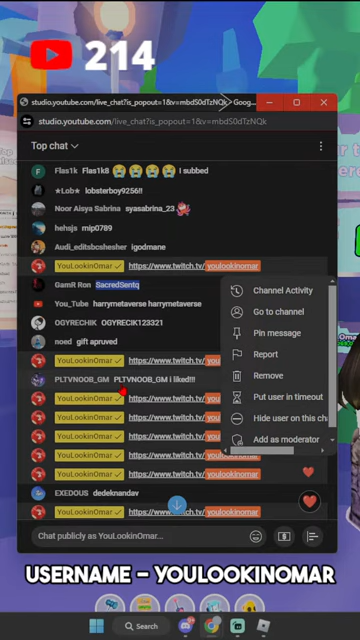 214
studio.youtube.com/live_chat?is_popout=1&v=mbdS0dTzNQk - Goog...
studio.youtube.com/live_chat?is_popout=1&v=mbdS0dTzNQk
Top chat
F Flas1k Flas1k8 😭😭😭😭 I subbed
★Lob★ lobsterboy9256!!
Noor Aisya Sabrina syasabrina_23
hehsjs mip0789
Audi_editsbcshesher igodmane
YouLookinOmar https://www.twitch.tv/youlookinomar
GamiR Ron SacredSentq
You_Tube harrymetaverse harrymetaverse
OGYRECHIK OGYRECIK123321
noed gift apruved
YouLookinOmar https://www.twitch.tv/
PLTVNOOB_GM PLTVNOOB_GM i liked!!!
YouLookinOmar https://www.twitch.tv/
YouLookinOmar https://www.twitch.tv/
YouLookinOmar https://www.twitch.tv/
YouLookinOmar https://www.twitch.tv/youlookinomar
YouLookinOmar https://www.twitch.tv/youlookinomar
EXEDOUS dedeknandav
YouLookinOmar https://www.twitch.tv/youlookinomar
Channel Activity
Go to channel
Pin message
Report
Remove
Put user in timeout
Hide user on this ch
Add as moderator
Chat publicly as YouLookinOmar...
USERNAME - YOULOOKINOMAR
Search